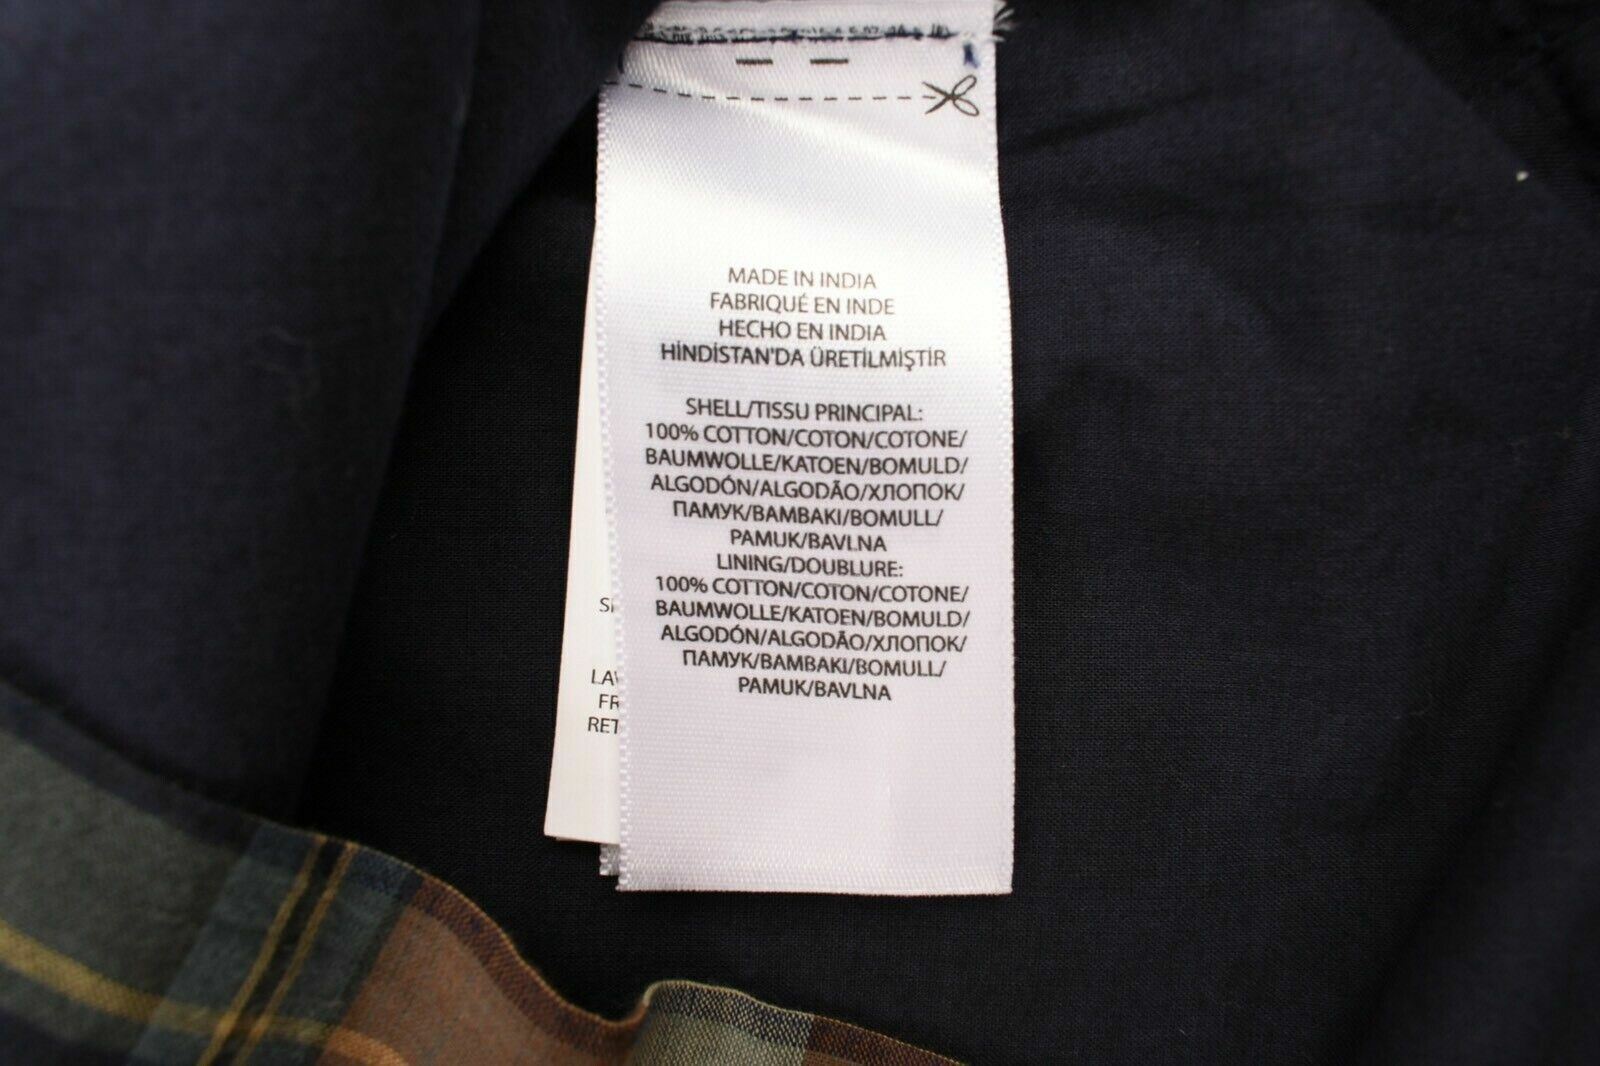 MADE IN INDIA
FABRIQUÉ EN INDE
HECHO EN INDIA
HİNDİSTAN'DA ÜRETİLMİŞTİR
SHELL/TISSU PRINCIPAL:
100% COTTON/COTON/COTONE/
BAUMWOLLE/KATOEN/BOMULD/
ALGODÓN/ALGODÃO/ХЛОПОК/
ПАМУК/BAMBAKI/BOMULL/
PAMUK/BAVLNA
LINING/DOUBLURE:
100% COTTON/COTON/COTONE/
BAUMWOLLE/KATOEN/BOMULD/
ALGODÓN/ALGODÃO/ХЛОПОК/
ПАМУК/BAMBAKI/BOMULL/
PAMUK/BAVLNA